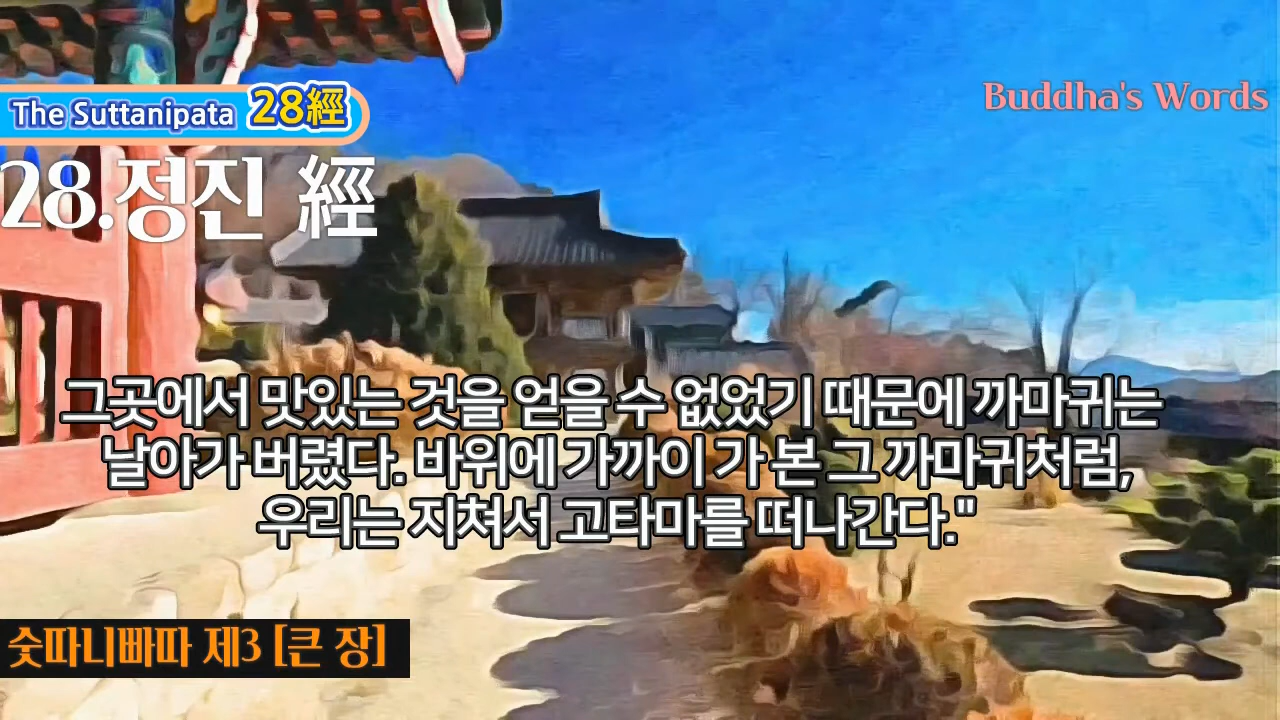 The Suttanipata 28經
Buddha's Words
28.정진 經
그곳에서 맛있는 것을 얻을 수 없었기 때문에 까마귀는
날아가 버렸다. 바위에 가까이 가 본 그 까마귀처럼,
우리는 지쳐서 고타마를 떠나간다."
숫따니빠따 제3 [큰 장]